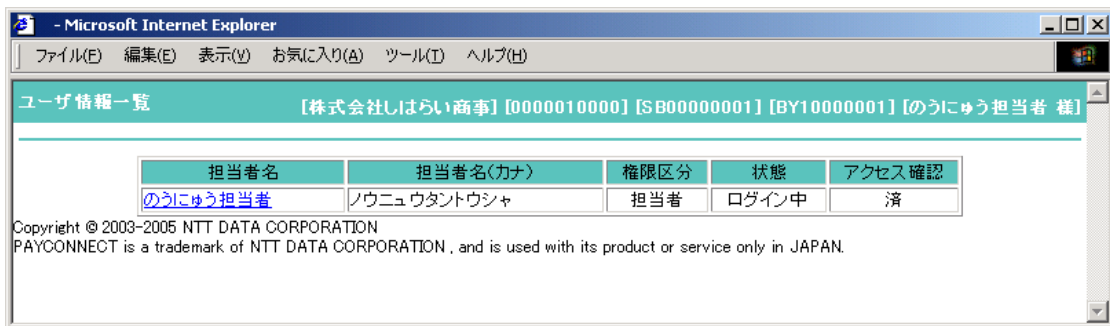 - Microsoft Internet Explorer
ファイル(F) 編集(E) 表示(V) お気に入り(A) ツール(T) ヘルプ(H)
ユーザ情報一覧 [株式会社しはらい商事] [0000010000] [SB00000001] [BY10000001] [のうにゅう担当者 様]
担当者名 担当者名(カナ) 権限区分 状態 アクセス確認
のうにゅう担当者 ノウニュウタントウシャ 担当者 ログイン中 済
Copyright © 2003-2005 NTT DATA CORPORATION
PAYCONNECT is a trademark of NTT DATA CORPORATION , and is used with its product or service only in JAPAN.